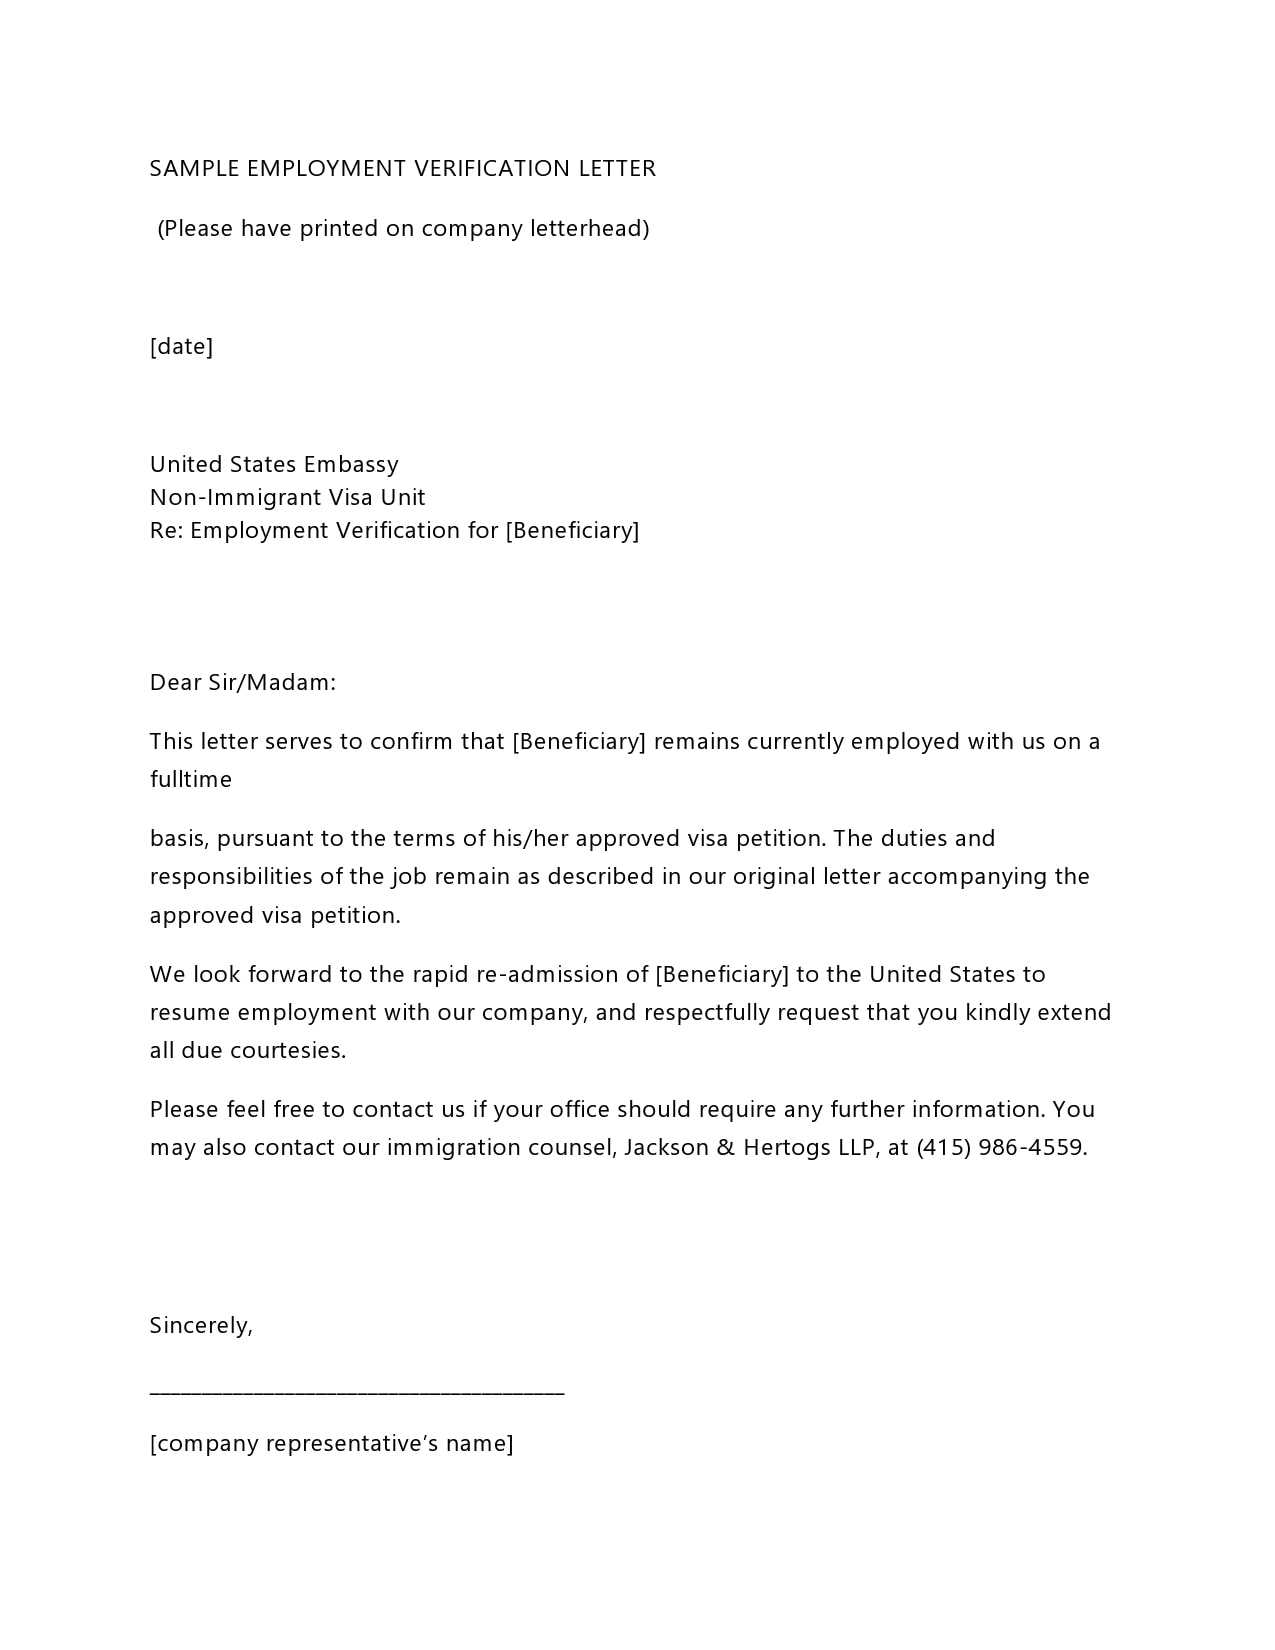 SAMPLE EMPLOYMENT VERIFICATION LETTER
(Please have printed on company letterhead)
[date]
United States Embassy
Non-Immigrant Visa Unit
Re: Employment Verification for [Beneficiary]
Dear Sir/Madam:
This letter serves to confirm that [Beneficiary] remains currently employed with us on a
fulltime
basis, pursuant to the terms of his/her approved visa petition. The duties and
responsibilities of the job remain as described in our original letter accompanying the
approved visa petition.
We look forward to the rapid re-admission of [Beneficiary] to the United States to
resume employment with our company, and respectfully request that you kindly extend
all due courtesies.
Please feel free to contact us if your office should require any further information. You
may also contact our immigration counsel, Jackson & Hertogs LLP, at (415) 986-4559.
Sincerely,
________________________________________
[company representative’s name]